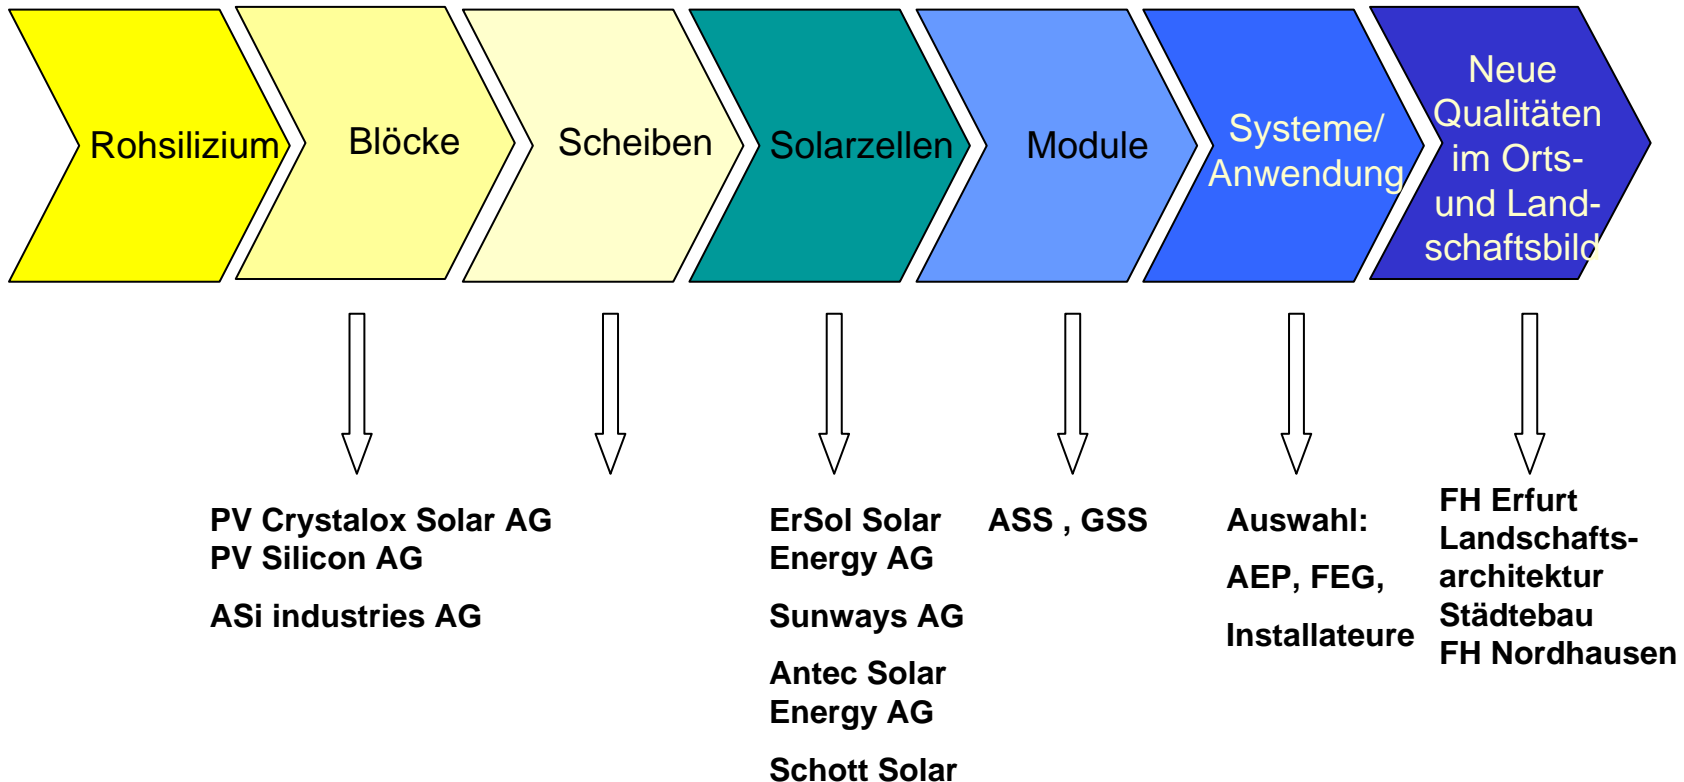 Rohsilizium
Blöcke
Scheiben
Solarzellen
Module
Systeme/
Anwendung
Neue
Qualitäten
im Orts-
und Land-
schaftsbild
PV Crystalox Solar AG
PV Silicon AG
ASi industries AG
ErSol Solar
Energy AG
Sunways AG
Antec Solar
Energy AG
Schott Solar
ASS , GSS
Auswahl:
AEP, FEG,
Installateure
FH Erfurt
Landschafts-
architektur
Städtebau
FH Nordhausen